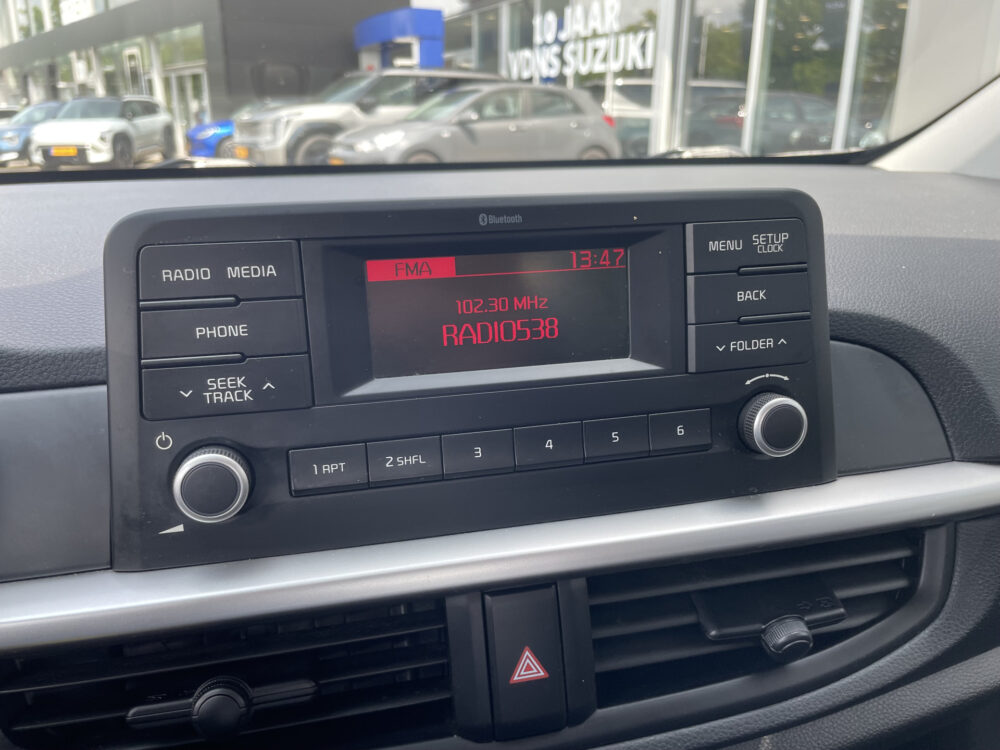 10 JAAR
YDNS SUZUKI
Bluetooth
RADIO MEDIA
PHONE
SEEK
TRACK
FMA 13:47
102.30 MHz
RADIO538
MENU SETUP
CLOCK
BACK
FOLDER
1 RPT 2 SHFL 3 4 5 6